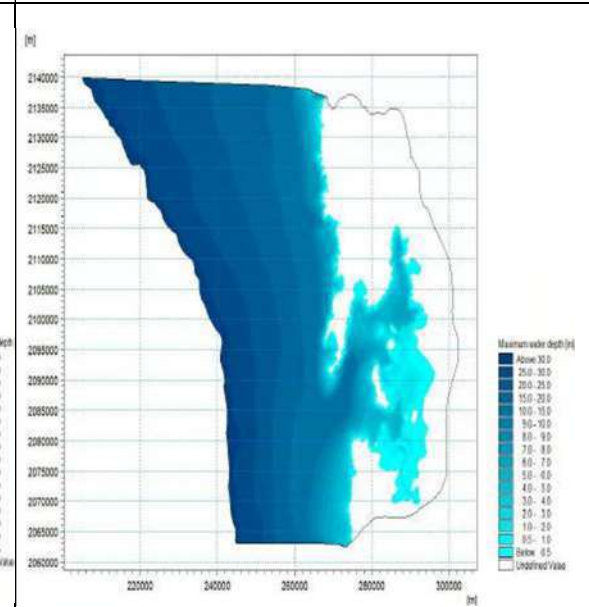 [m]
2140000
2135000
2130000
2125000
2120000
2115000
2110000
2105000
2100000
2095000
2090000
2085000
2080000
2075000
2070000
2065000
2060000
220000
240000
260000
280000
300000
[m]
depth
Value
Maximum water depth [m]
Above 30.0
25.0 - 30.0
20.0 - 25.0
15.0 - 20.0
10.0 - 15.0
9.0 - 10.0
8.0 - 9.0
7.0 - 8.0
6.0 - 7.0
5.0 - 6.0
4.0 - 5.0
3.0 - 4.0
2.0 - 3.0
1.0 - 2.0
0.5 - 1.0
Below 0.5
Undefined Value